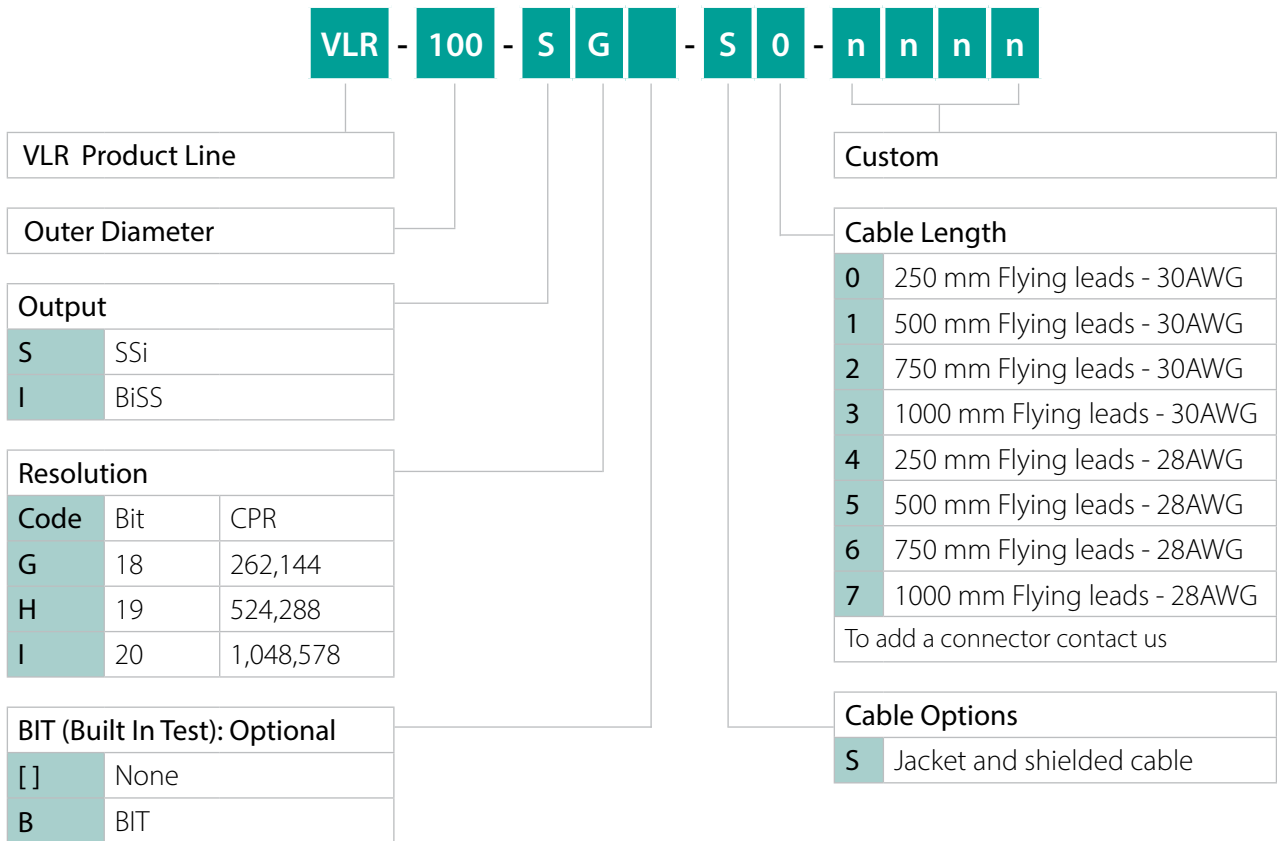 VLR - 100 - S G - S 0 - n n n n
VLR Product Line
Outer Diameter
Output
S SSi
I BiSS
Resolution
Code Bit CPR
G 18 262,144
H 19 524,288
I 20 1,048,578
BIT (Built In Test): Optional
[ ] None
B BIT
Custom
Cable Length
0 250 mm Flying leads - 30AWG
1 500 mm Flying leads - 30AWG
2 750 mm Flying leads - 30AWG
3 1000 mm Flying leads - 30AWG
4 250 mm Flying leads - 28AWG
5 500 mm Flying leads - 28AWG
6 750 mm Flying leads - 28AWG
7 1000 mm Flying leads - 28AWG
To add a connector contact us
Cable Options
S Jacket and shielded cable